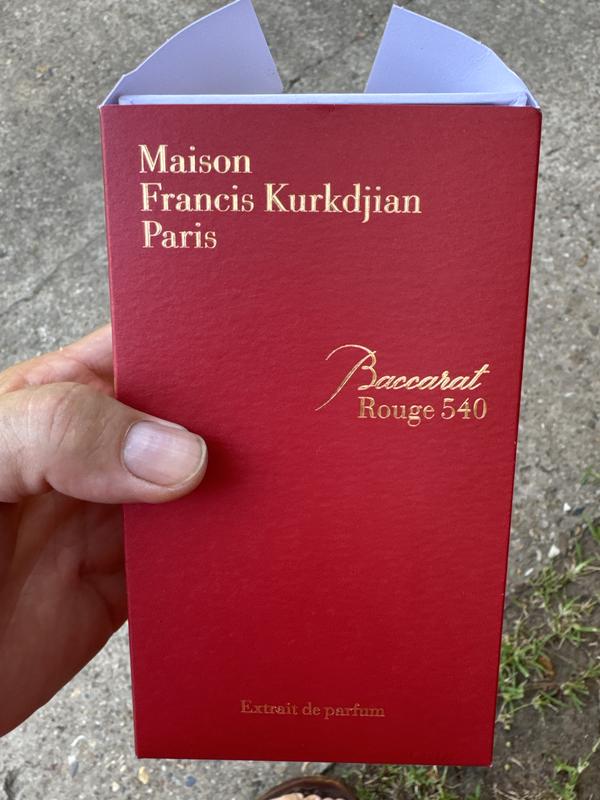 Maison
Francis Kurkdjian
Paris
Baccarat
Rouge 540
Extrait de parfum